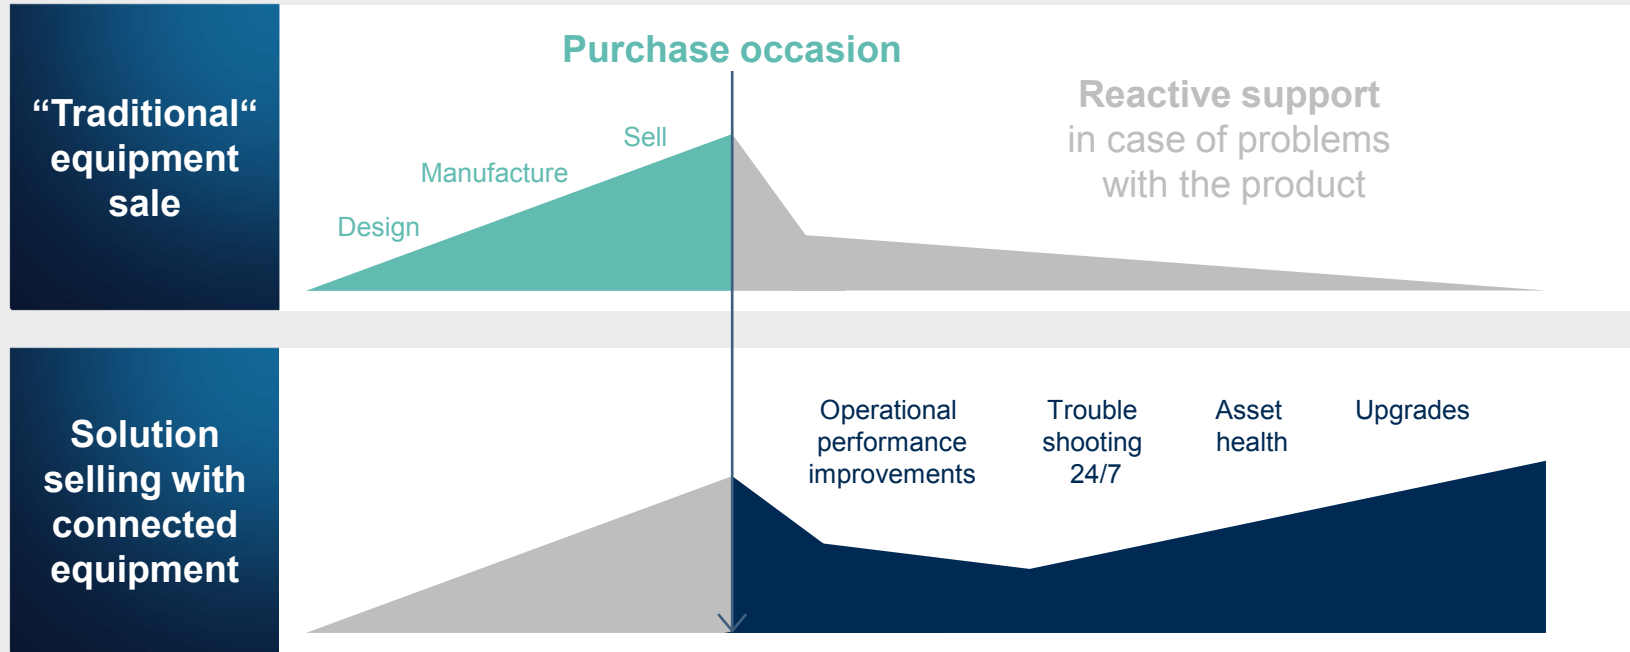 “Traditional“
equipment
sale
Purchase occasion
Sell
Manufacture
Design
Reactive support
in case of problems
with the product
Solution
selling with
connected
equipment
Operational
performance
improvements
Trouble
shooting
24/7
Asset
health
Upgrades